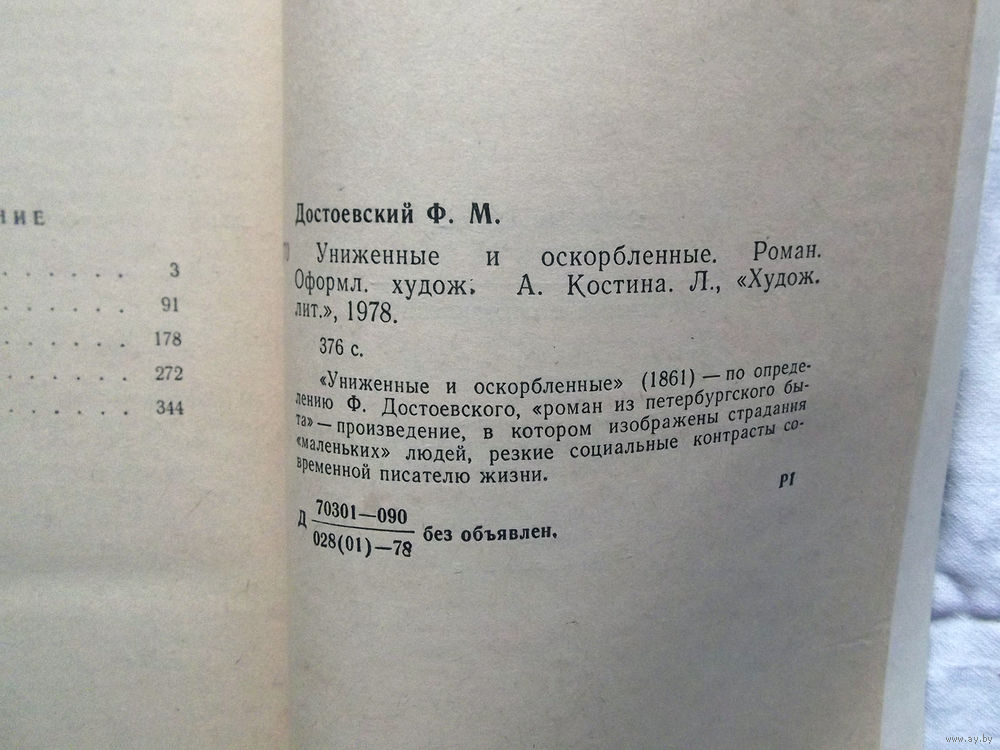 НИЕ
. . . . . . . 3
. . . . . . . 91
. . . . . . . 178
. . . . . . . 272
. . . . . . . 344
Достоевский Ф. М.
Униженные и оскорбленные. Роман.
Оформл. худож. А. Костина. Л., «Худож.
лит.», 1978.
376 с.
«Униженные и оскорбленные» (1861) — по опреде-
лению Ф. Достоевского, «роман из петербургского бы-
та» — произведение, в котором изображены страдания
«маленьких» людей, резкие социальные контрасты со-
временной писателю жизни.
Р1
Д 70301—090
028(01)—78 без объявлен.
www.ay.by